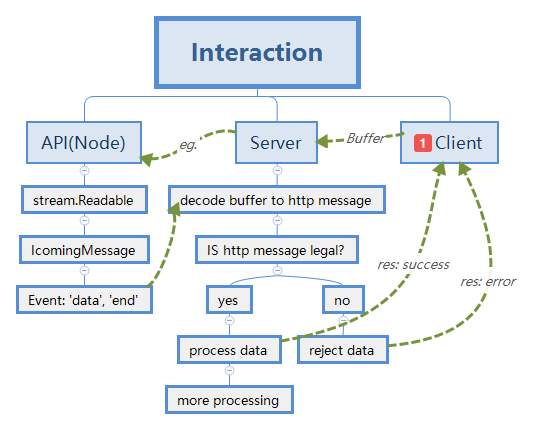 Interaction
API(Node)
eg.
Server
Buffer
1 Client
stream.Readable
decode buffer to http message
IcomingMessage
IS http message legal?
res: success
res: error
Event: 'data', 'end'
yes
no
process data
reject data
more processing